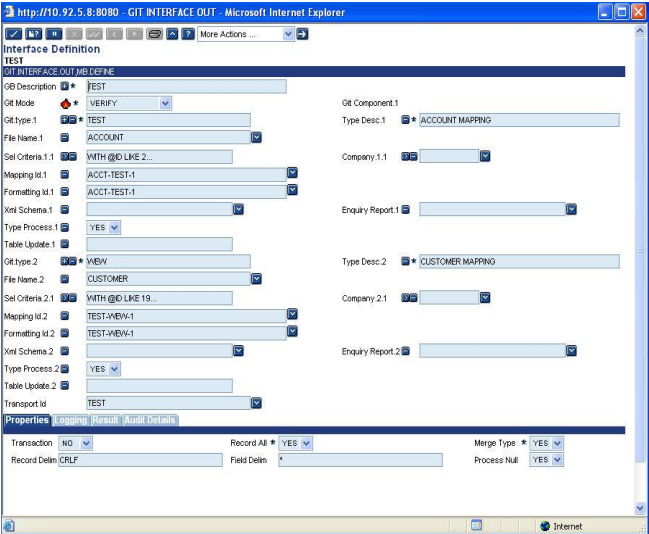 http://10.92.5.8:8080 - GIT INTERFACE OUT - Microsoft Internet Explorer
More Actions ...
Interface Definition
TEST
GIT.INTERFACE.OUT,MB.DEFINE
GB Description * TEST
Git Mode * VERIFY Git Component.1
Git.type.1 * TEST Type Desc.1 * ACCOUNT MAPPING
File Name.1 ACCOUNT
Sel Criteria.1.1 WITH @ID LIKE 2... Company.1.1
Mapping Id.1 ACCT-TEST-1
Formatting Id.1 ACCT-TEST-1
Xml Schema.1 Enquiry Report.1
Type Process.1 YES
Table Update.1
Git.type.2 * WEW Type Desc.2 * CUSTOMER MAPPING
File Name.2 CUSTOMER
Sel Criteria.2.1 WITH @ID LIKE 19... Company.2.1
Mapping Id.2 TEST-WEW-1
Formatting Id.2 TEST-WEW-1
Xml Schema.2 Enquiry Report.2
Type Process.2 YES
Table Update.2
Transport Id TEST
Properties Logging Result Audit Details
Transaction NO Record All * YES Merge Type * YES
Record Delim CRLF Field Delim * Process Null YES
Internet